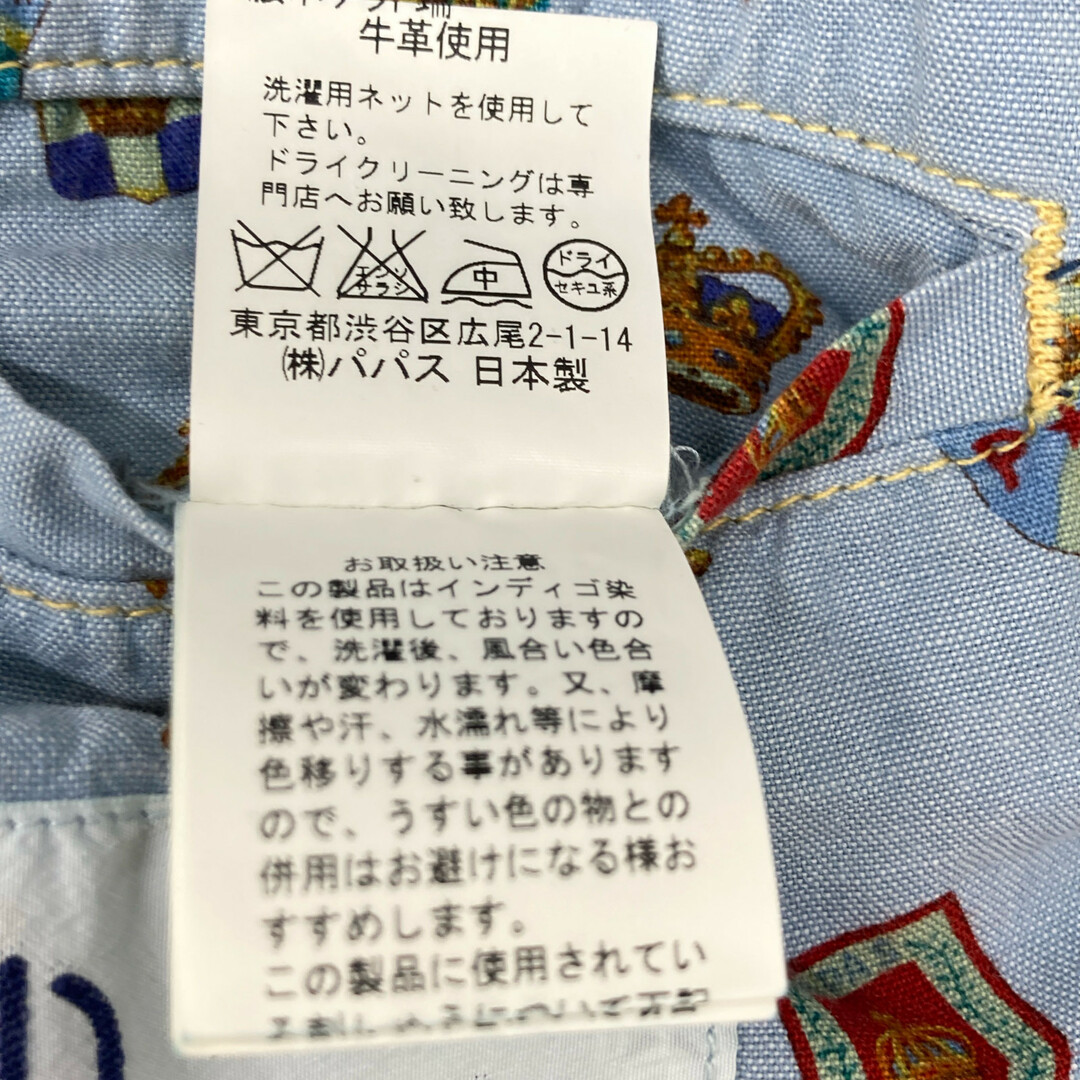 牛革使用
洗濯用ネットを使用して
下さい。
ドライクリーニングは専
門店へお願い致します。
エンソ
サラシ
中
ドライ
セキユ系
東京都渋谷区広尾2-1-14
㈱パパス 日本製
お取扱い注意
この製品はインディゴ染
料を使用しておりますの
で、洗濯後、風合い色合
いが変わります。又、摩
擦や汗、水濡れ等により
色移りする事があります
ので、うすい色の物との
併用はお避けになる様お
すすめします。
この製品に使用されてい
P